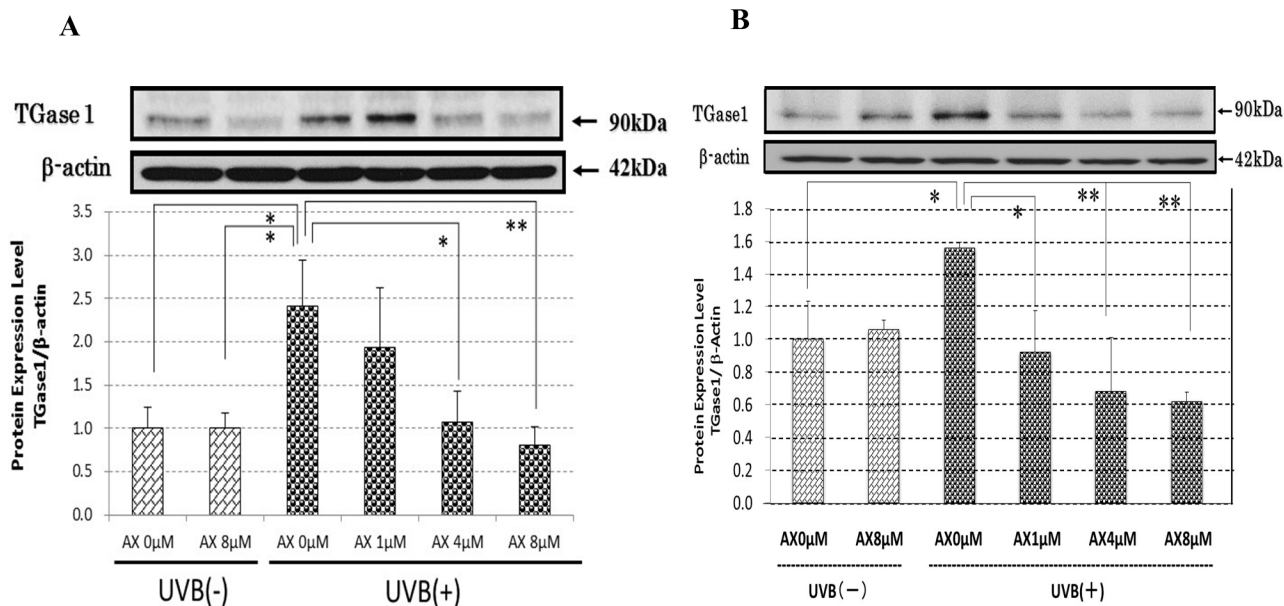 A
TGase 1
90kDa
β-actin
42kDa
3.5
3.0
2.5
2.0
1.5
1.0
0.5
0.0
Protein Expression Level
TGase1/β-actin
*
*
*
**
AX 0μM AX 8μM AX 0μM AX 1μM AX 4μM AX 8μM
UVB(-) UVB(+)
B
TGase1
90kDa
β-actin
42kDa
1.8
1.6
1.4
1.2
1.0
0.8
0.6
0.4
0.2
0.0
Protein Expression Level
TGase1/ β-Actin
*
*
**
**
AX0μM AX8μM AX0μM AX1μM AX4μM AX8μM
UVB(−) UVB(+)